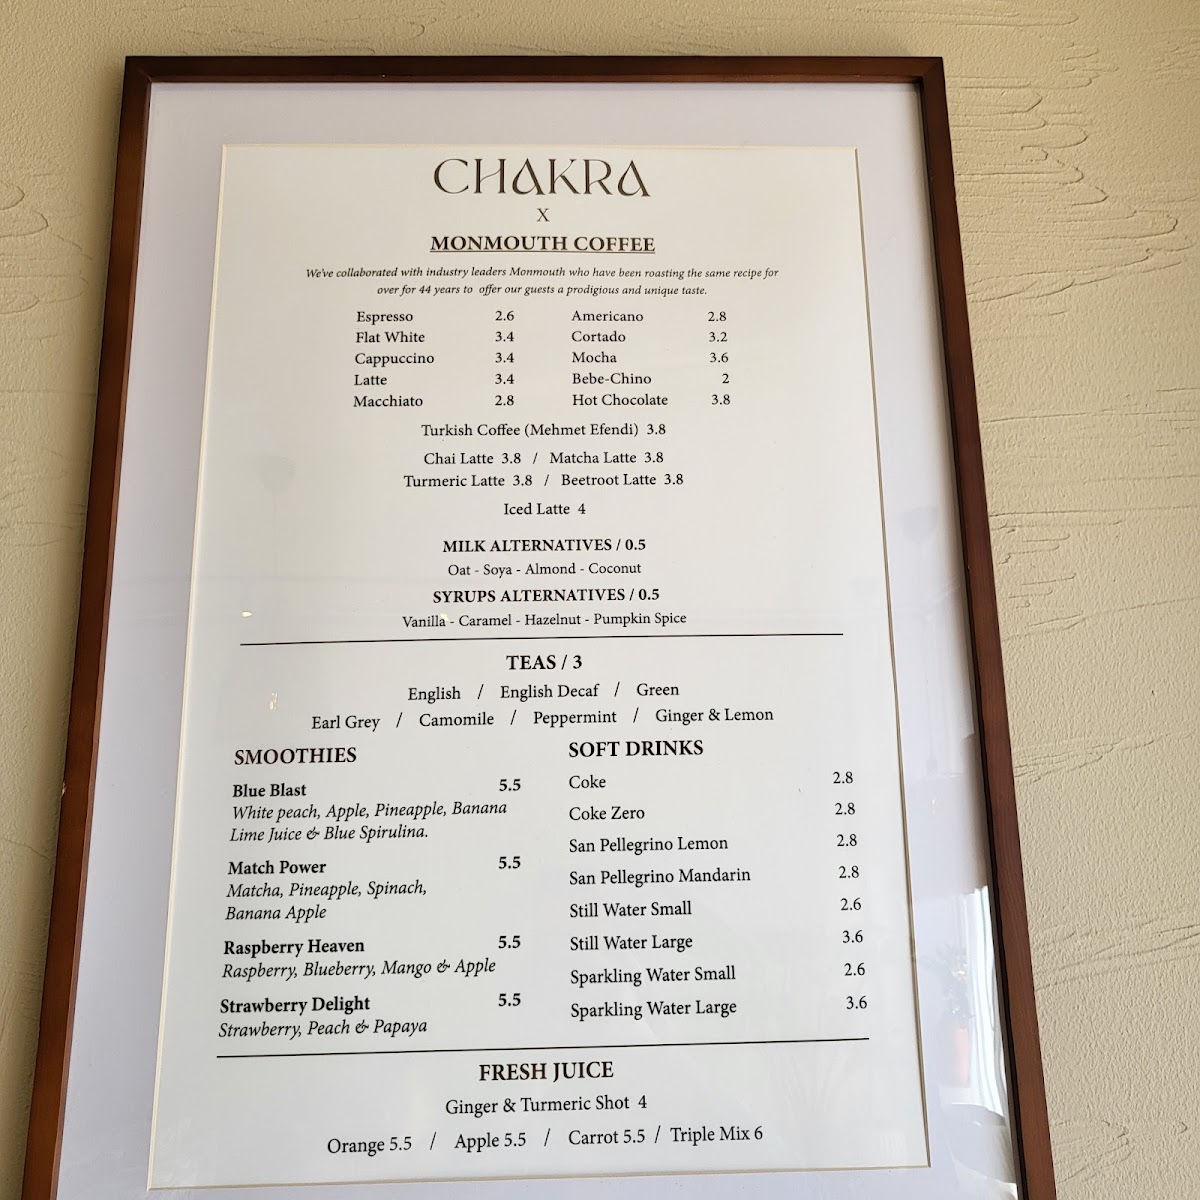 CHAKRA
X
MONMOUTH COFFEE
We've collaborated with industry leaders Monmouth who have been roasting the same recipe for
over for 44 years to offer our guests a prodigious and unique taste.
Espresso 2.6 Americano 2.8
Flat White 3.4 Cortado 3.2
Cappuccino 3.4 Mocha 3.6
Latte 3.4 Bebe-Chino 2
Macchiato 2.8 Hot Chocolate 3.8
Turkish Coffee (Mehmet Efendi) 3.8
Chai Latte 3.8 / Matcha Latte 3.8
Turmeric Latte 3.8 / Beetroot Latte 3.8
Iced Latte 4
MILK ALTERNATIVES / 0.5
Oat - Soya - Almond - Coconut
SYRUPS ALTERNATIVES / 0.5
Vanilla - Caramel - Hazelnut - Pumpkin Spice
TEAS / 3
English / English Decaf / Green
Earl Grey / Camomile / Peppermint / Ginger & Lemon
SMOOTHIES
Blue Blast 5.5
White peach, Apple, Pineapple, Banana
Lime Juice & Blue Spirulina.
Match Power 5.5
Matcha, Pineapple, Spinach,
Banana Apple
Raspberry Heaven 5.5
Raspberry, Blueberry, Mango & Apple
Strawberry Delight 5.5
Strawberry, Peach & Papaya
SOFT DRINKS
Coke 2.8
Coke Zero 2.8
San Pellegrino Lemon 2.8
San Pellegrino Mandarin 2.8
Still Water Small 2.6
Still Water Large 3.6
Sparkling Water Small 2.6
Sparkling Water Large 3.6
FRESH JUICE
Ginger & Turmeric Shot 4
Orange 5.5 / Apple 5.5 / Carrot 5.5 / Triple Mix 6